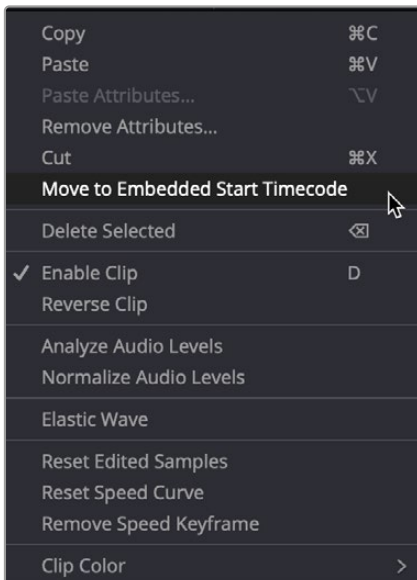 Copy ⌘C
Paste ⌘V
Paste Attributes... ⌥V
Remove Attributes...
Cut ⌘X
Move to Embedded Start Timecode
Delete Selected ⌫
✓ Enable Clip D
Reverse Clip
Analyze Audio Levels
Normalize Audio Levels
Elastic Wave
Reset Edited Samples
Reset Speed Curve
Remove Speed Keyframe
Clip Color >